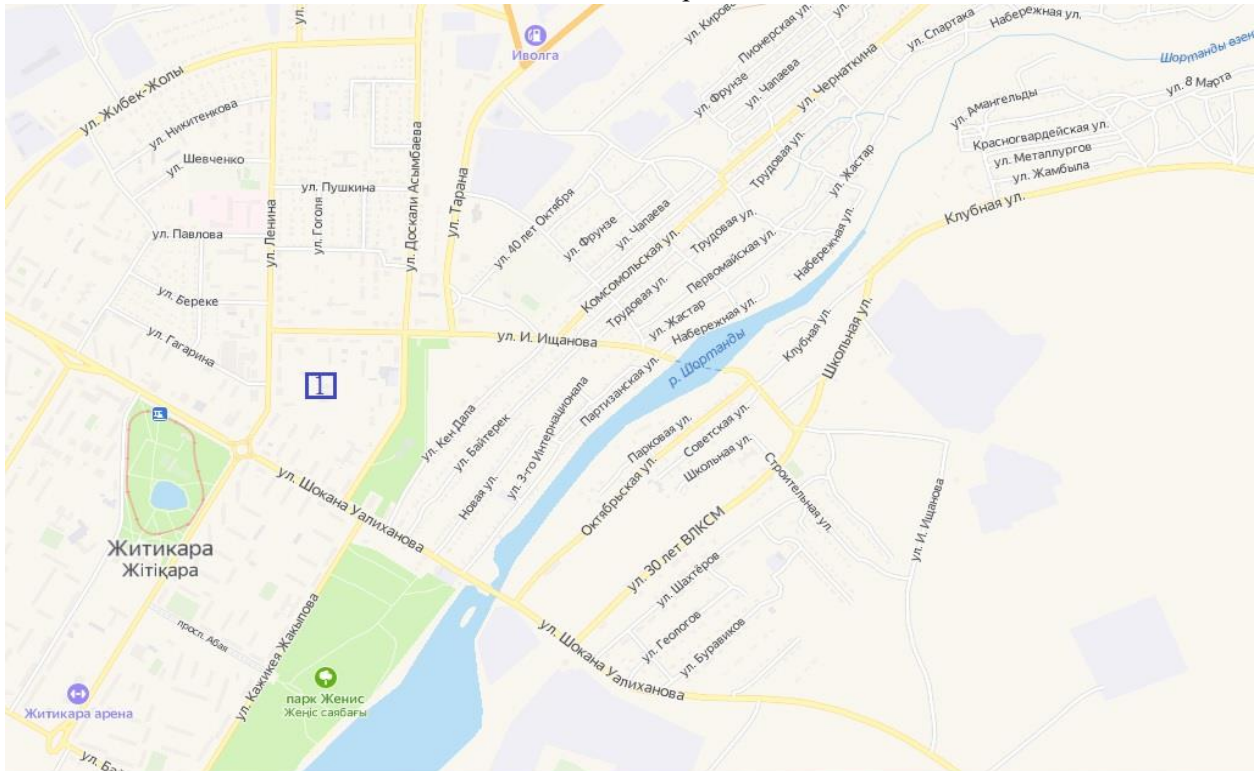 ул. Кирово
Пионерская ул.
ул. Спартака
Набережная ул.
ул.
Иволга
ул. Фрунзе
ул. Чапаева
ул. Чернаткина
Шортанды өзен
ул. Жибек-Жолы
ул. Никитенкова
ул. Амангельды
ул. 8 Марта
Красногвардейская ул.
ул. Металлургов
ул. Жамбыла
ул. Шевченко
ул. Доскали Асымбаева
ул. Тарана
Трудовая ул.
ул. Жастар
ул. Пушкина
ул. Гоголя
ул. Ленина
ул. 40 лет Октября
ул. Фрунзе
ул. Чапаева
Клубная ул.
ул. Павлова
Комсомольская ул.
Трудовая ул.
Первомайская ул.
Набережная ул.
ул. Береке
Трудовая ул.
ул. Жастар
Набережная ул.
ул. Гагарина
ул. И. Ищанова
р. Шортанды
Клубная ул.
Школьная ул.
1
Партизанская ул.
ул. Кен Дала
ул. Байтерек
ул. 3-го Интернационала
Новая ул.
Парковая ул.
Советская ул.
Школьная ул.
Октябрьская ул.
Строительная ул.
ул. Шокана Уалиханова
ул. И. Ищанова
Житикара
Жітіқара
ул. 30 лет ВЛКСМ
ул. Шахтёров
просп. Абая
ул. Кажикея Жакыпова
ул. Шокана Уалиханова
ул. Геологов
ул. Буравиков
парк Женис
Жеңіс саябағы
Житикара арена
ул. Ба